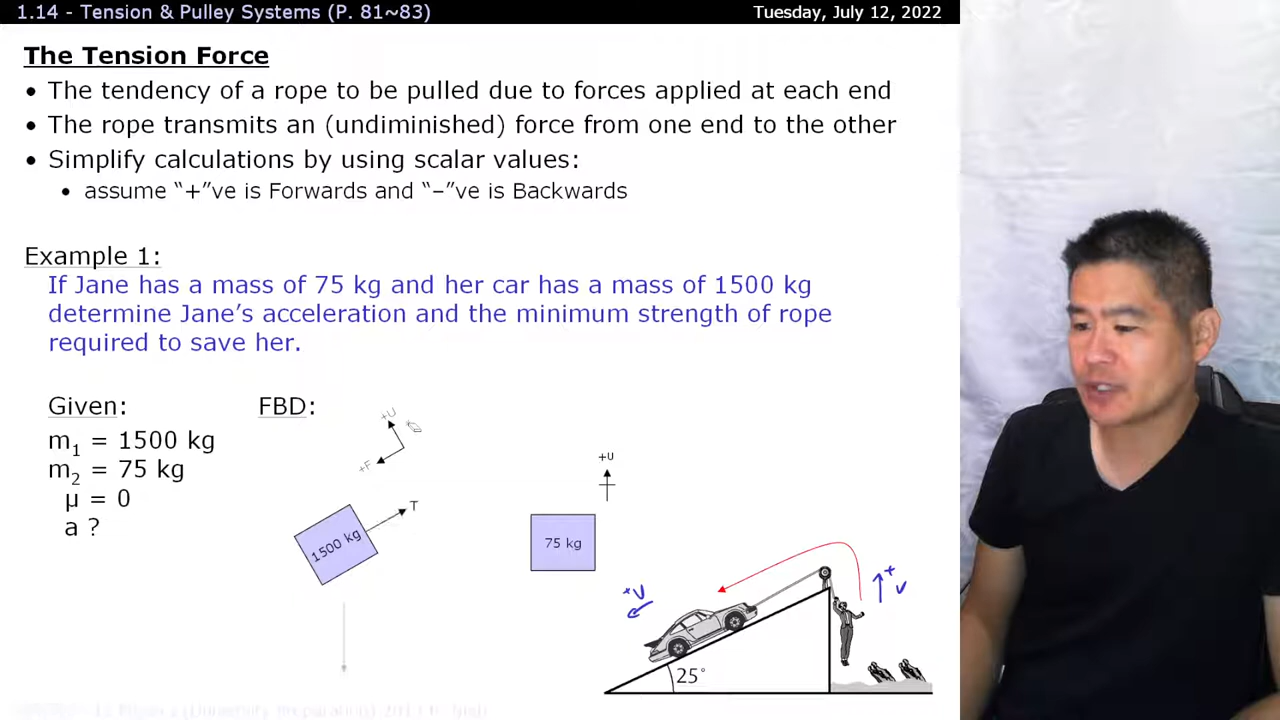 1.14 - Tension & Pulley Systems (P. 81~83)
Tuesday, July 12, 2022
The Tension Force
• The tendency of a rope to be pulled due to forces applied at each end
• The rope transmits an (undiminished) force from one end to the other
• Simplify calculations by using scalar values:
• assume “+”ve is Forwards and “–”ve is Backwards
Example 1:
If Jane has a mass of 75 kg and her car has a mass of 1500 kg
determine Jane’s acceleration and the minimum strength of rope
required to save her.
Given:
m₁ = 1500 kg
m₂ = 75 kg
μ = 0
a ?
FBD:
+U
+F
T
1500 kg
+U
75 kg
+v
+v
25°